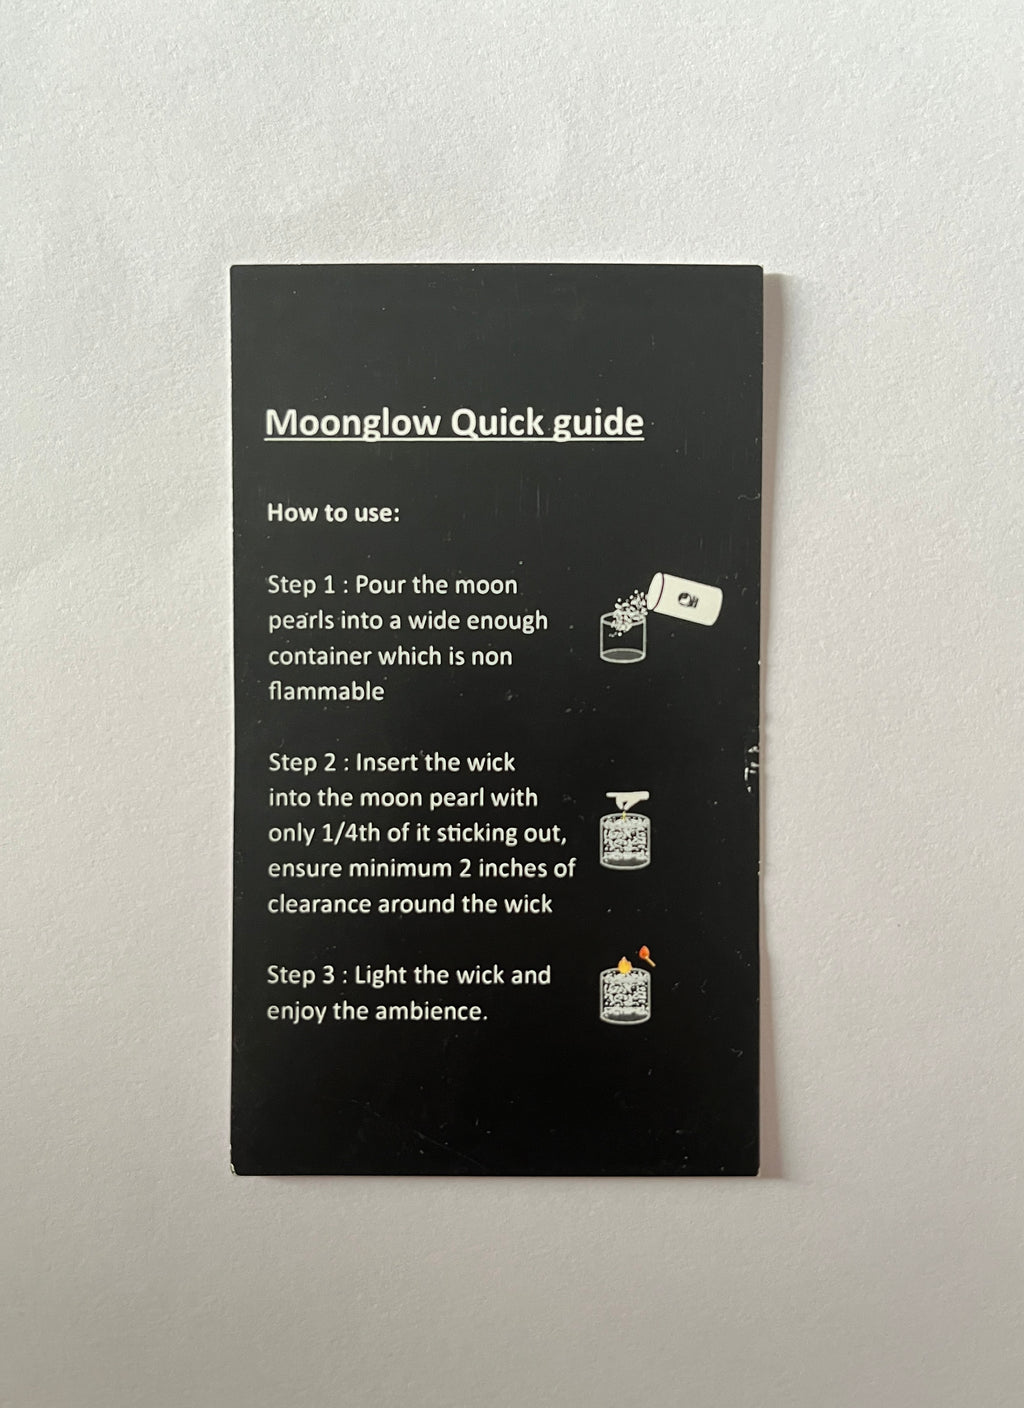 Moonglow Quick guide
How to use:
Step 1 : Pour the moon
pearls into a wide enough
container which is non
flammable
Step 2 : Insert the wick
into the moon pearl with
only 1/4th of it sticking out,
ensure minimum 2 inches of
clearance around the wick
Step 3 : Light the wick and
enjoy the ambience.